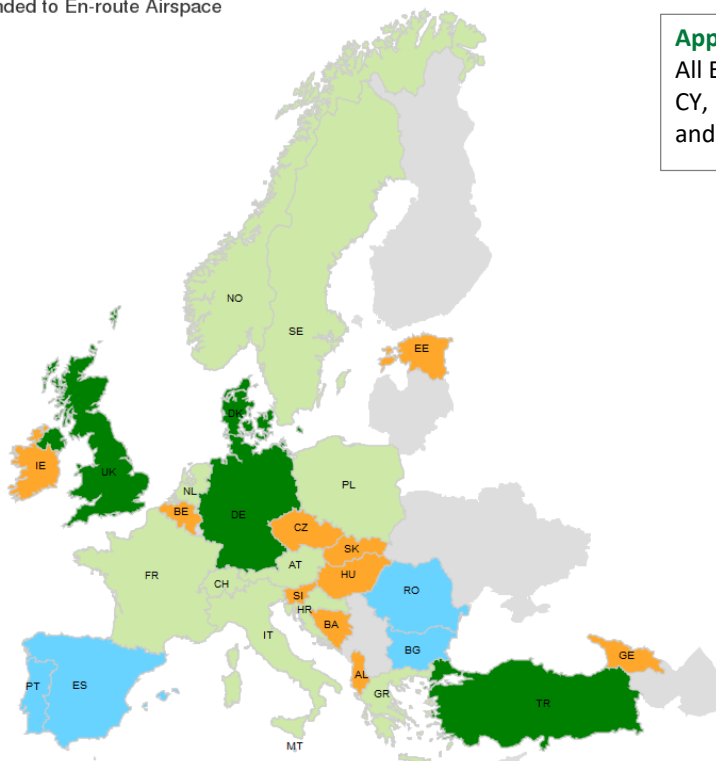 nded to En-route Airspace
App
All E
CY,
and
NO
SE
EE
DK
IE
UK
NL
PL
BE
DE
CZ
SK
AT
FR
HU
CH
RO
SI
HR
BA
IT
BG
GE
AL
PT
ES
GR
TR
MT